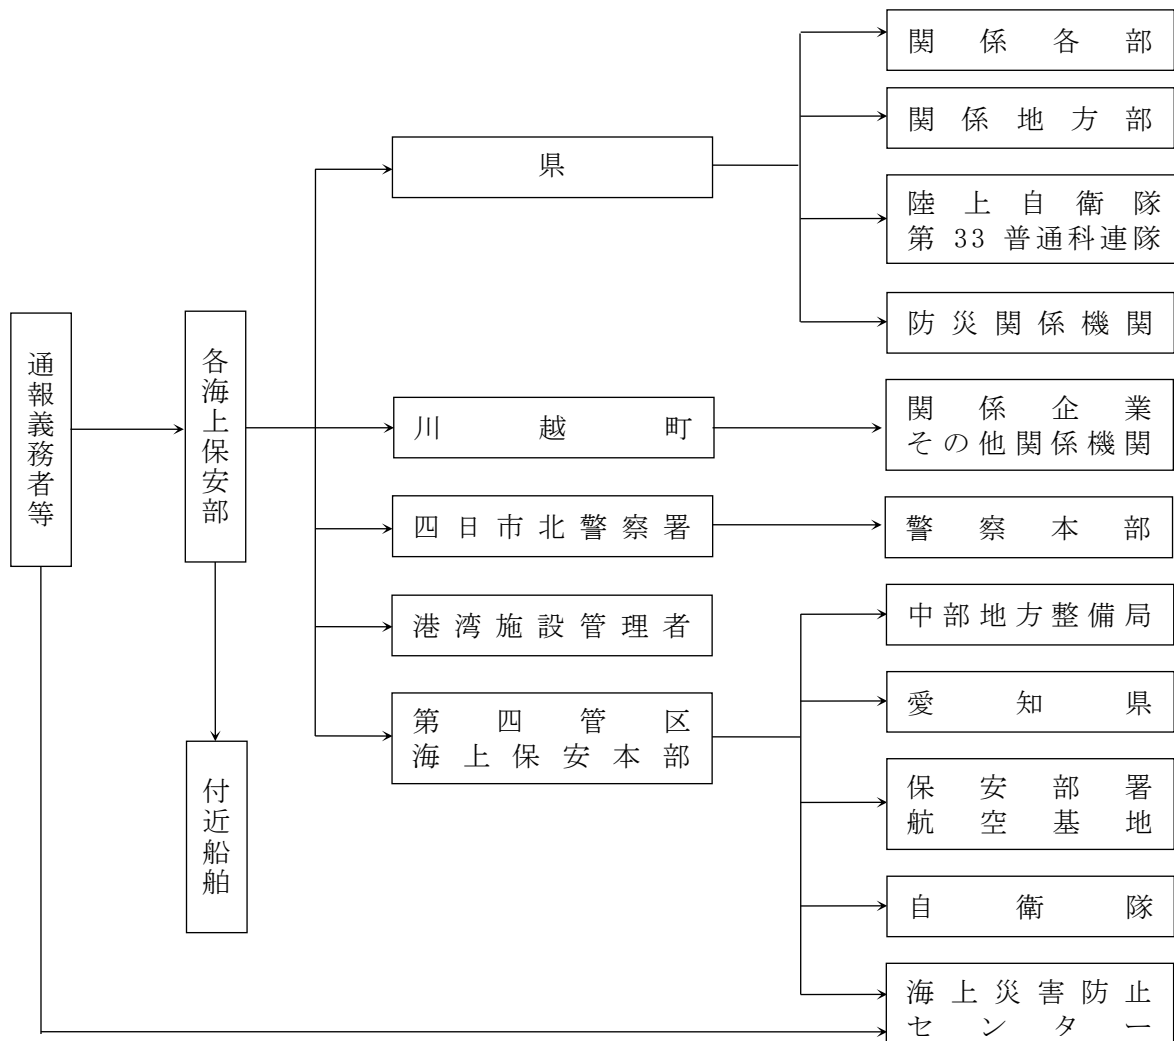 関係各部
関係地方部
県
陸上自衛隊
第 33 普通科連隊
防災関係機関
通報義務者等
各海上保安部
川越町
関係企業
その他関係機関
四日市北警察署
警察本部
港湾施設管理者
中部地方整備局
第四管区
海上保安本部
愛知県
付近船舶
保安部署
航空基地
自衛隊
海上災害防止
センター